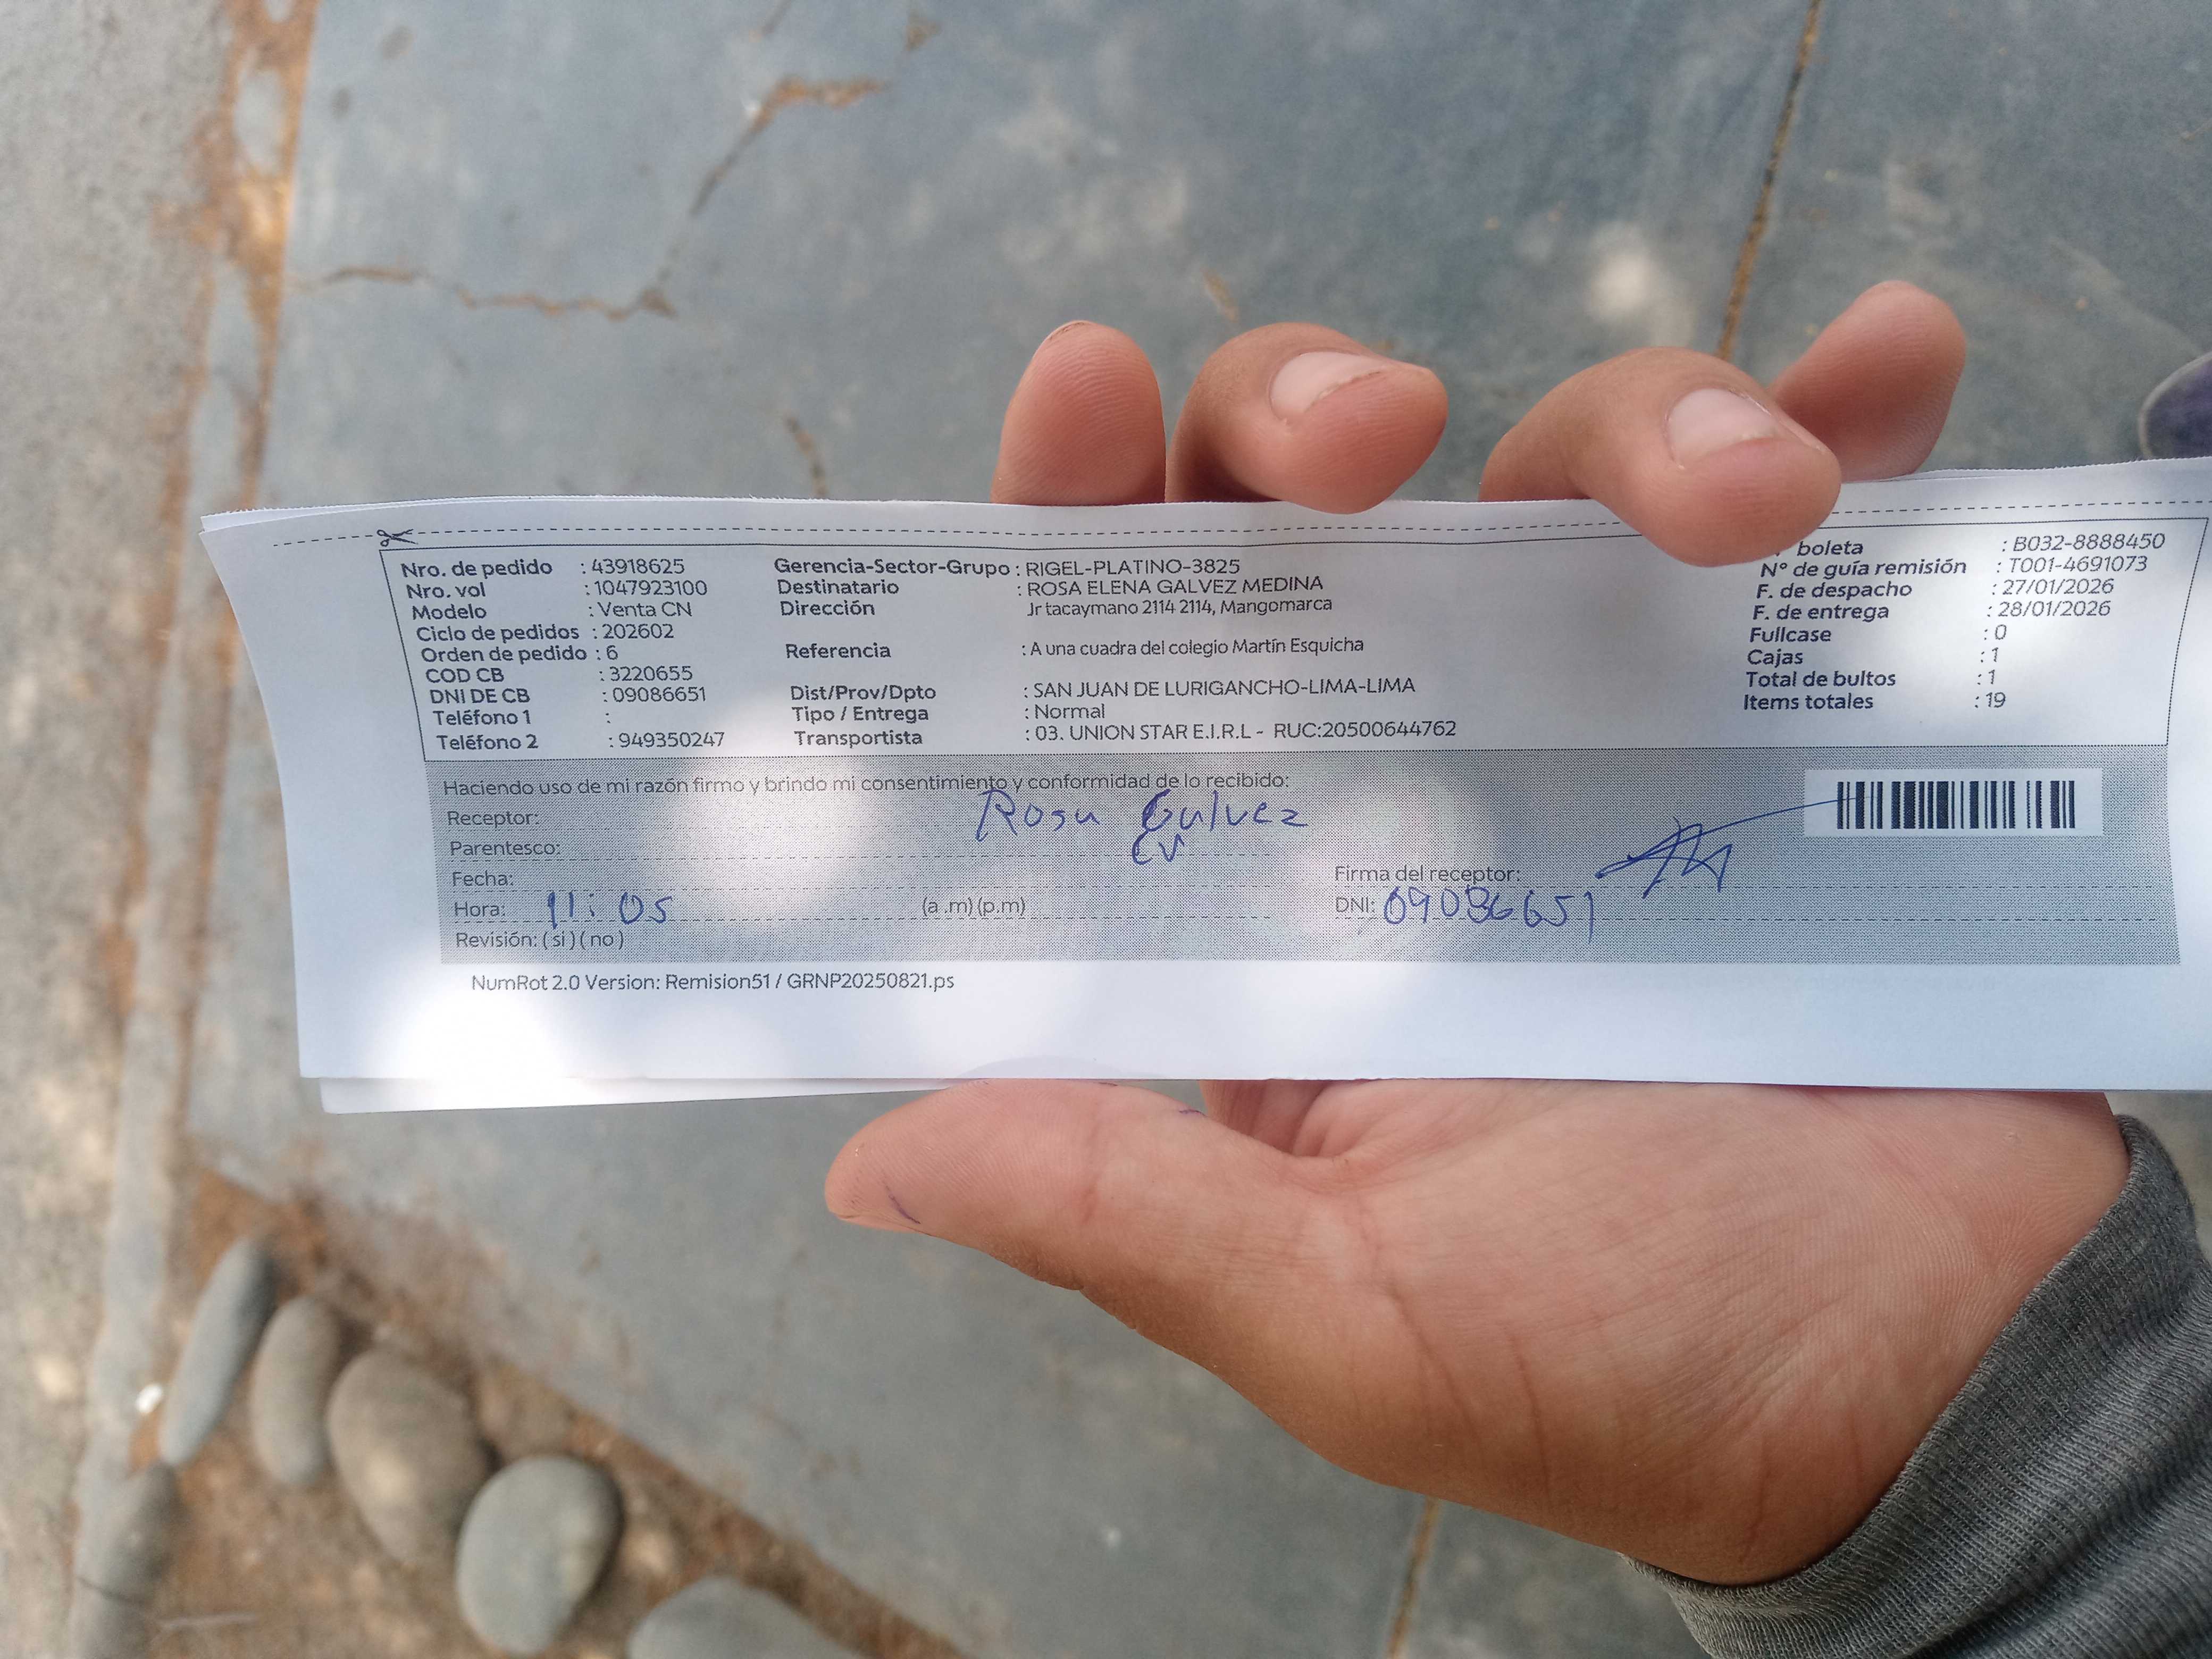 Nro. de pedido : 43918625
Nro. vol : 1047923100
Modelo : Venta CN
Ciclo de pedidos : 202602
Orden de pedido : 6
COD CB : 3220655
DNI DE CB : 09086651
Teléfono 1 :
Teléfono 2 : 949350247
Gerencia-Sector-Grupo : RIGEL-PLATINO-3825
Destinatario : ROSA ELENA GALVEZ MEDINA
Dirección Jr tacaymano 2114 2114, Mangomarca
Referencia : A una cuadra del colegio Martín Esquicha
Dist/Prov/Dpto : SAN JUAN DE LURIGANCHO-LIMA-LIMA
Tipo / Entrega : Normal
Transportista : 03. UNION STAR E.I.R.L - RUC:20500644762
boleta : B032-8888450
N° de guía remisión : T001-4691073
F. de despacho : 27/01/2026
F. de entrega : 28/01/2026
Fullcase : 0
Cajas : 1
Total de bultos : 1
Items totales : 19
Haciendo uso de mi razón firmo y brindo mi consentimiento y conformidad de lo recibido:
Receptor: Rosa Galvez
Parentesco:
Fecha:
Hora: 11:05 (a .m) (p.m)
Revisión: ( si ) ( no )
Firma del receptor:
DNI: 09086651
NumRot 2.0 Version: Remision51 / GRNP20250821.ps